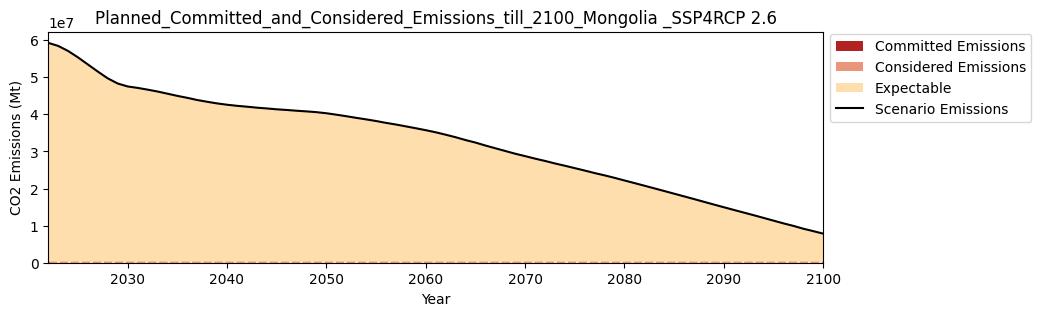 Planned_Committed_and_Considered_Emissions_till_2100_Mongolia _SSP4RCP 2.6
1e7
6
5
4
3
2
1
0
CO2 Emissions (Mt)
2030 2040 2050 2060 2070 2080 2090 2100
Year
Committed Emissions
Considered Emissions
Expectable
Scenario Emissions